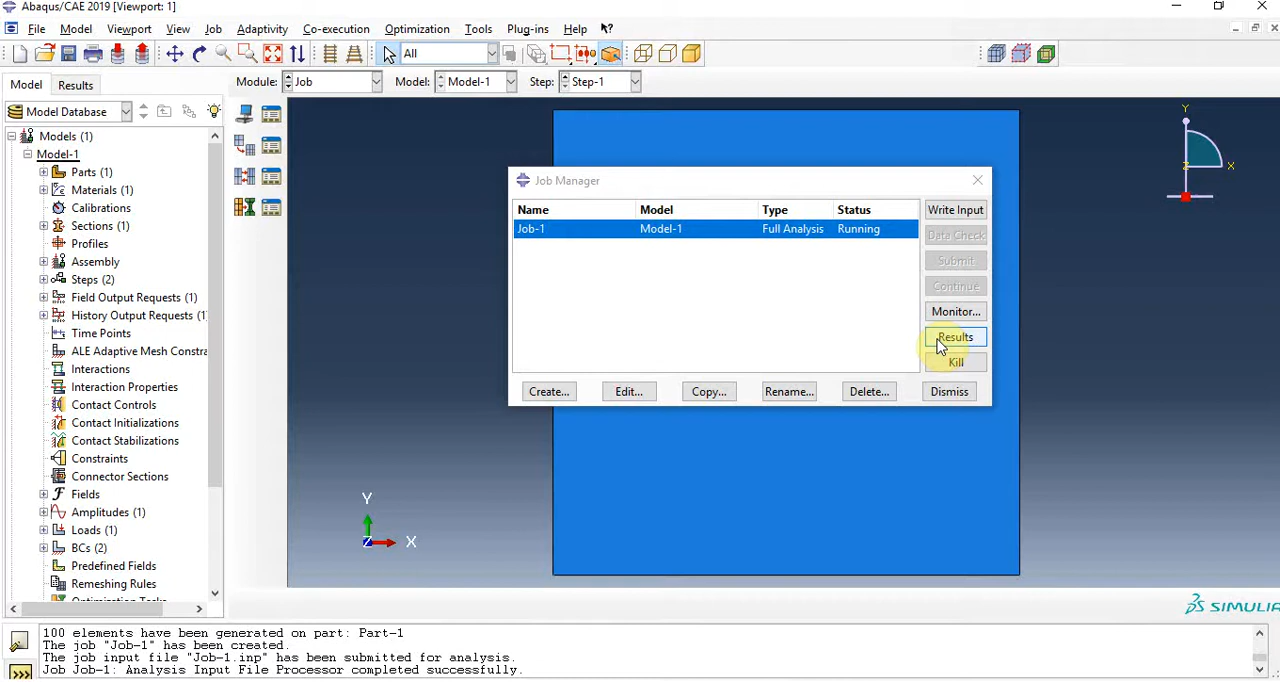 Abaqus/CAE 2019 [Viewport: 1]
File Model Viewport View Job Adaptivity Co-execution Optimization Tools Plug-ins Help
All
Model Results Module: Job Model: Model-1 Step: Step-1
Model Database
Models (1)
Model-1
Parts (1)
Materials (1)
Calibrations
Sections (1)
Profiles
Assembly
Steps (2)
Field Output Requests (1)
History Output Requests (1)
Time Points
ALE Adaptive Mesh Constra
Interactions
Interaction Properties
Contact Controls
Contact Initializations
Contact Stabilizations
Constraints
Connector Sections
Fields
Amplitudes (1)
Loads (1)
BCs (2)
Predefined Fields
Remeshing Rules
Optimization Tasks
Y
X
Z
Job Manager
Name Model Type Status
Job-1 Model-1 Full Analysis Running
Write Input
Data Check
Submit
Continue
Monitor...
Results
Kill
Create... Edit... Copy... Rename... Delete... Dismiss
Y
Z X
SIMULIA
100 elements have been generated on part: Part-1
The job "Job-1" has been created.
The job input file "Job-1.inp" has been submitted for analysis.
Job Job-1: Analysis Input File Processor completed successfully.
>>>